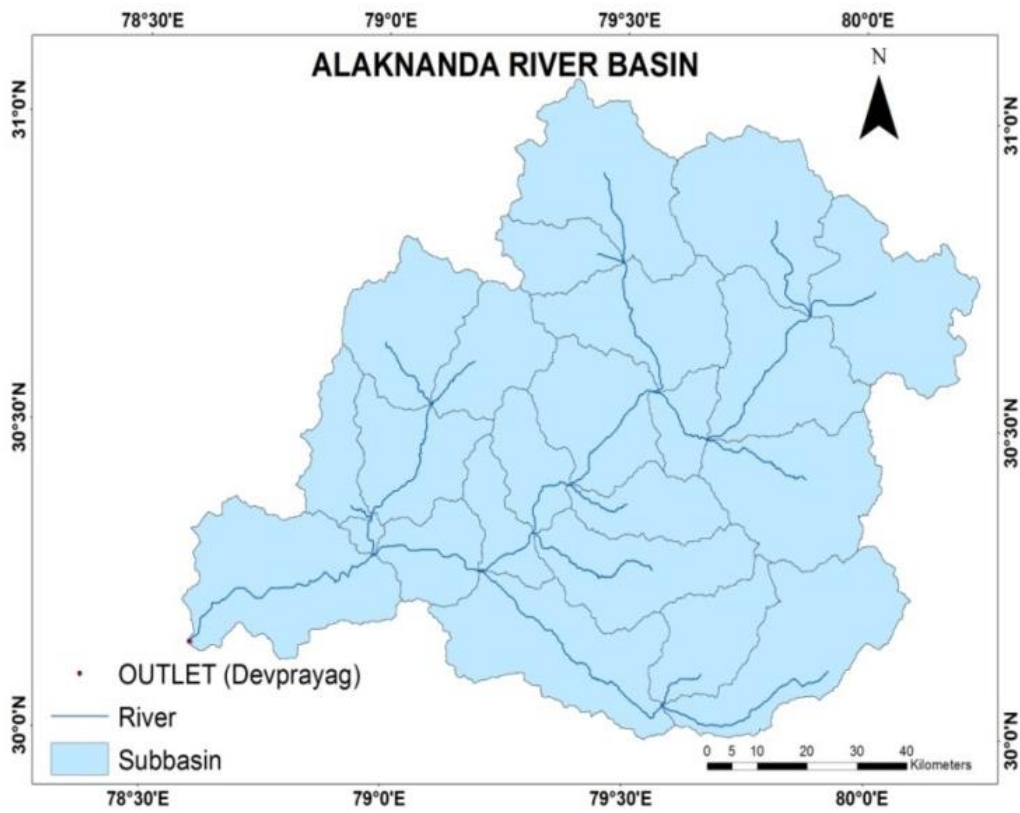 78°30'E 79°0'E 79°30'E 80°0'E
ALAKNANDA RIVER BASIN
N
31°0'N
31°0'N
30°30'N
30°30'N
30°0'N
30°0'N
OUTLET (Devprayag)
River
Subbasin
0 5 10 20 30 40
Kilometers
78°30'E 79°0'E 79°30'E 80°0'E